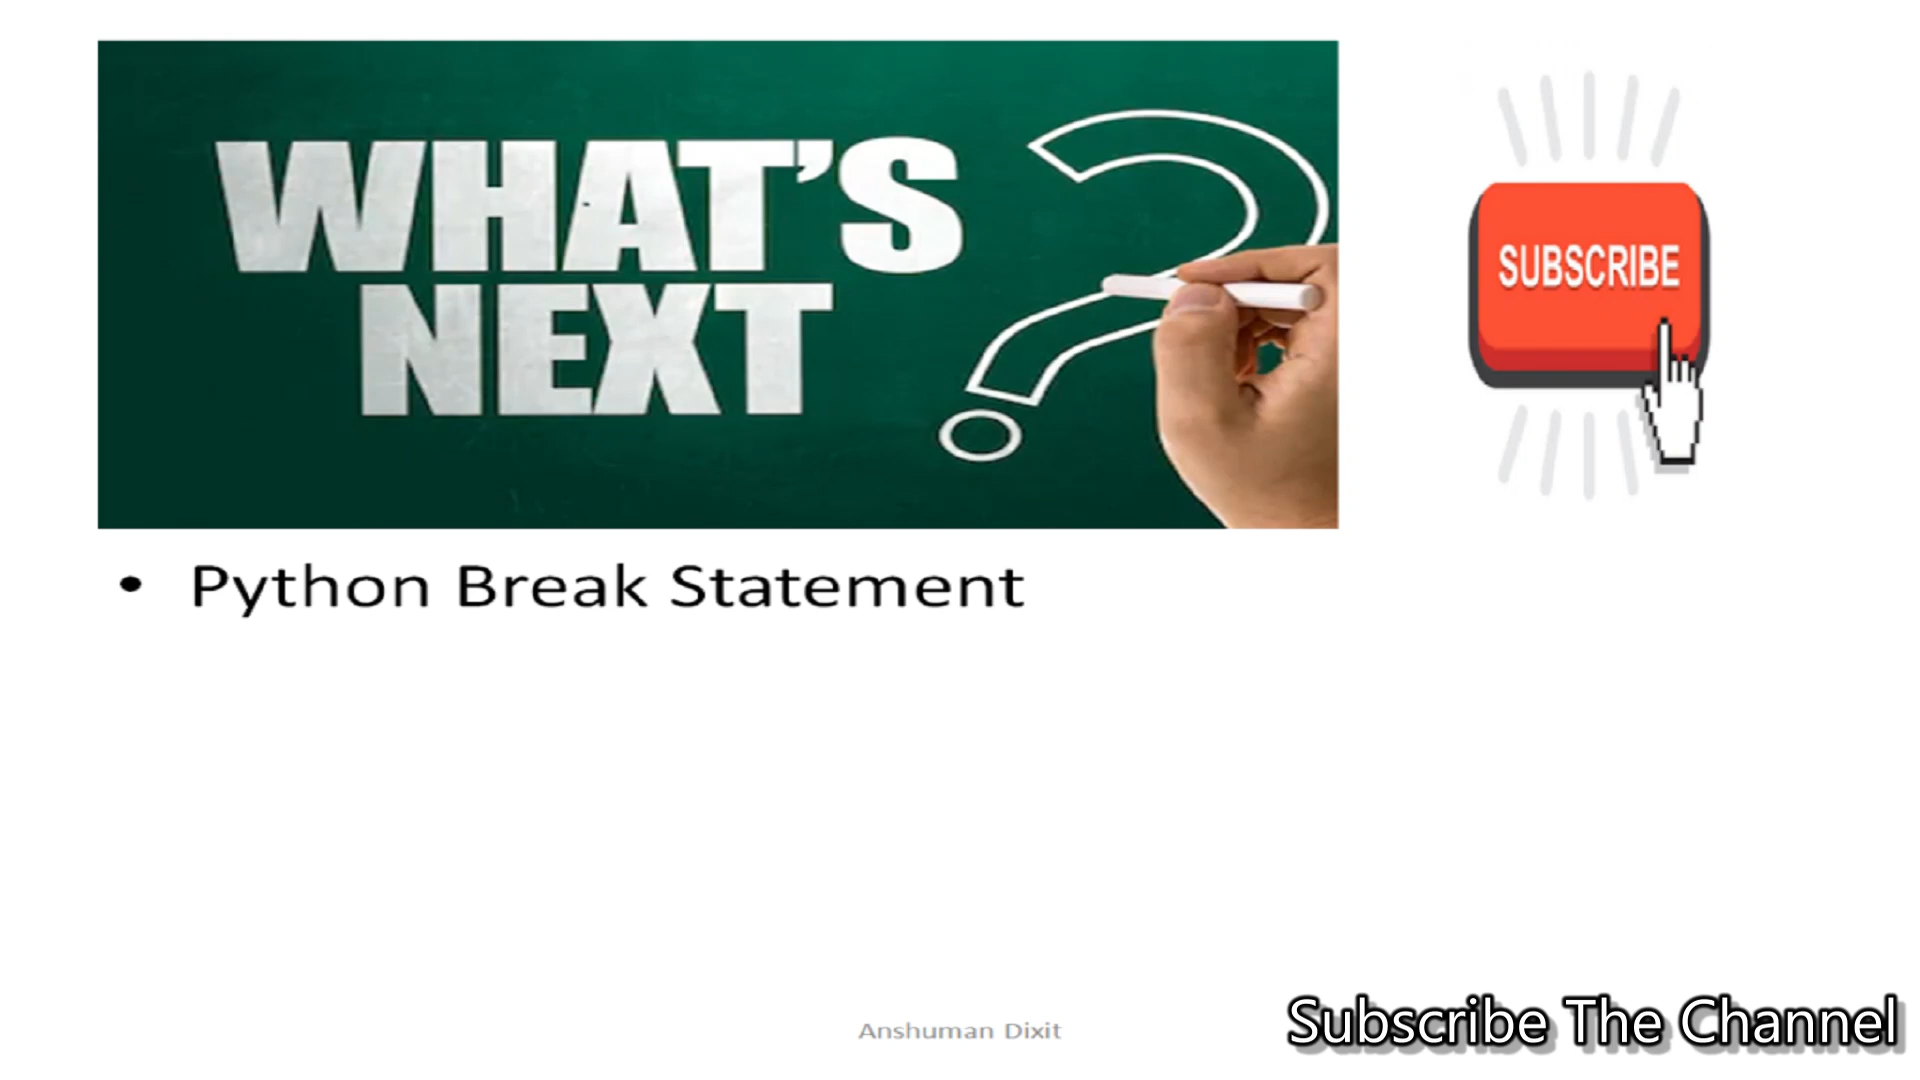 WHAT'S
NEXT
SUBSCRIBE
• Python Break Statement
Anshuman Dixit
Subscribe The Channel